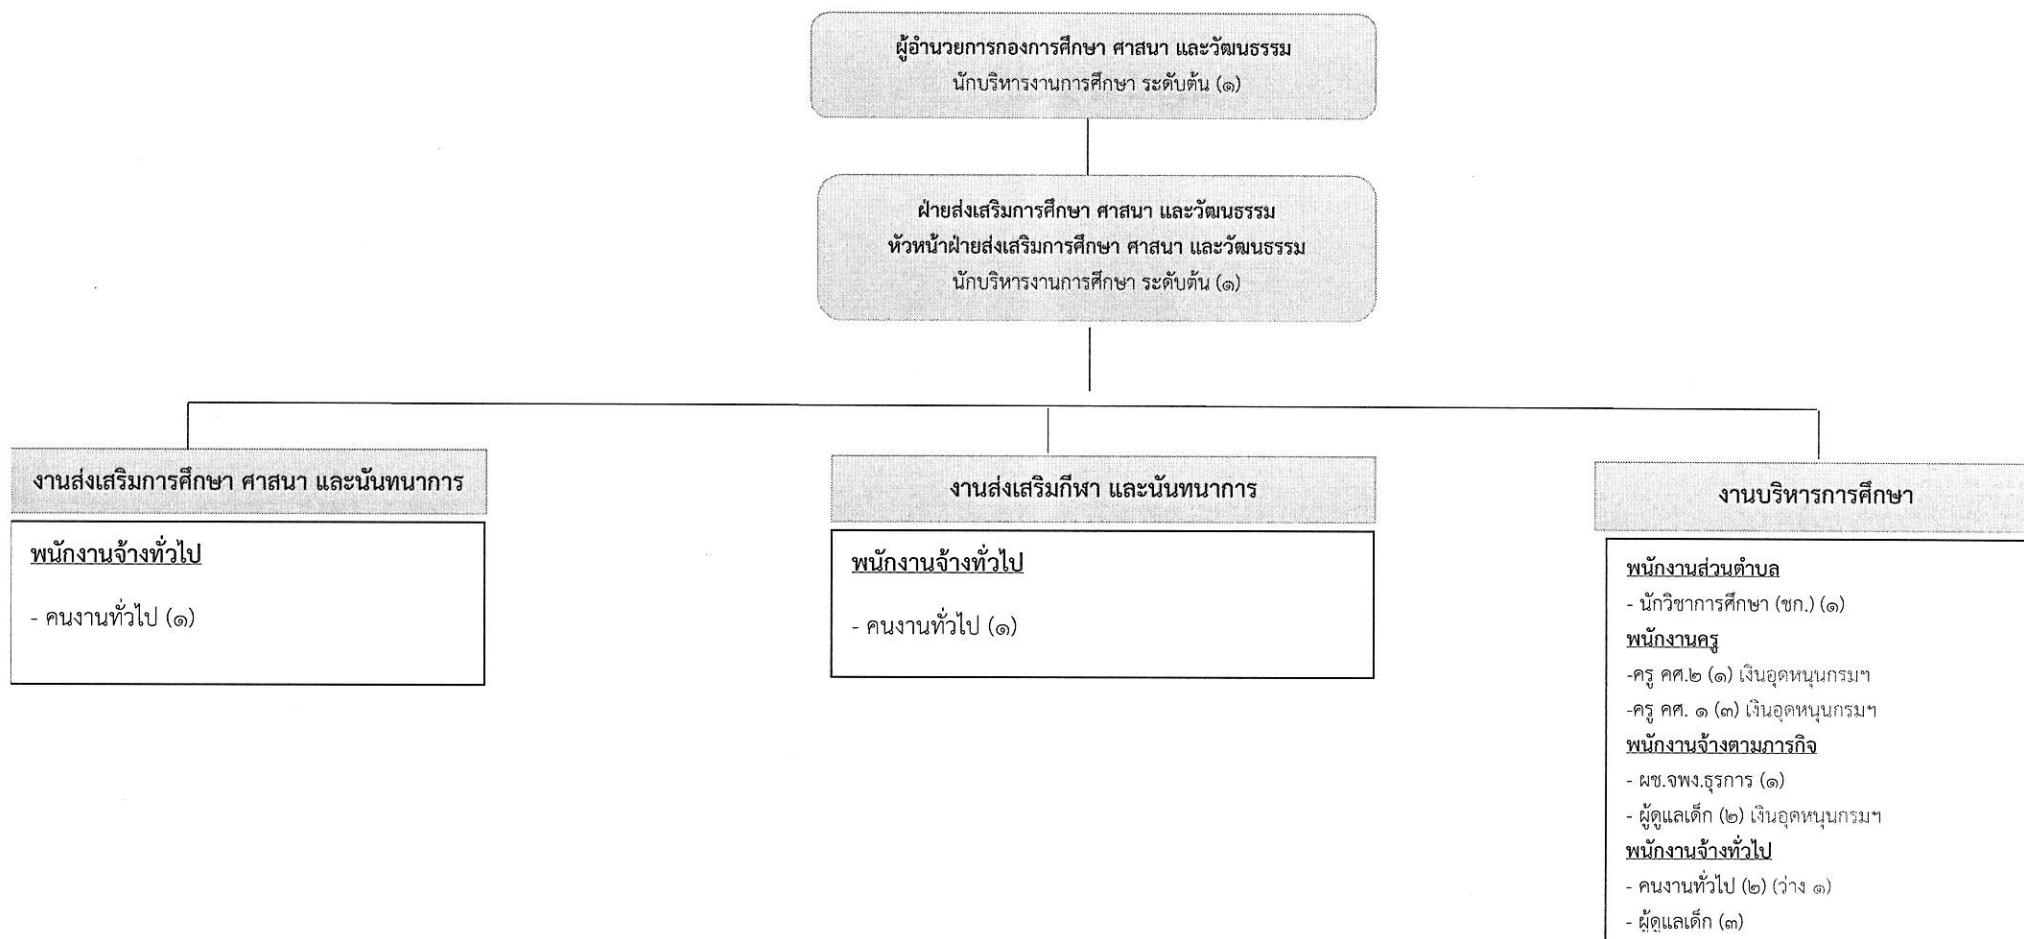 ผู้อำนวยการกองการศึกษา ศาสนา และวัฒนธรรม
นักบริหารงานการศึกษา ระดับต้น (๑)
ฝ่ายส่งเสริมการศึกษา ศาสนา และวัฒนธรรม
หัวหน้าฝ่ายส่งเสริมการศึกษา ศาสนา และวัฒนธรรม
นักบริหารงานการศึกษา ระดับต้น (๑)
งานส่งเสริมการศึกษา ศาสนา และนันทนาการ
พนักงานจ้างทั่วไป
- คนงานทั่วไป (๑)
งานส่งเสริมกีฬา และนันทนาการ
พนักงานจ้างทั่วไป
- คนงานทั่วไป (๑)
งานบริหารการศึกษา
พนักงานส่วนตำบล
- นักวิชาการศึกษา (ชก.) (๑)
พนักงานครู
-ครู คศ.๒ (๑) เงินอุดหนุนกรมฯ
-ครู คศ. ๑ (๓) เงินอุดหนุนกรมฯ
พนักงานจ้างตามภารกิจ
- ผช.จพง.ธุรการ (๑)
- ผู้ดูแลเด็ก (๒) เงินอุดหนุนกรมฯ
พนักงานจ้างทั่วไป
- คนงานทั่วไป (๒) (ว่าง ๑)
- ผู้ดูแลเด็ก (๓)